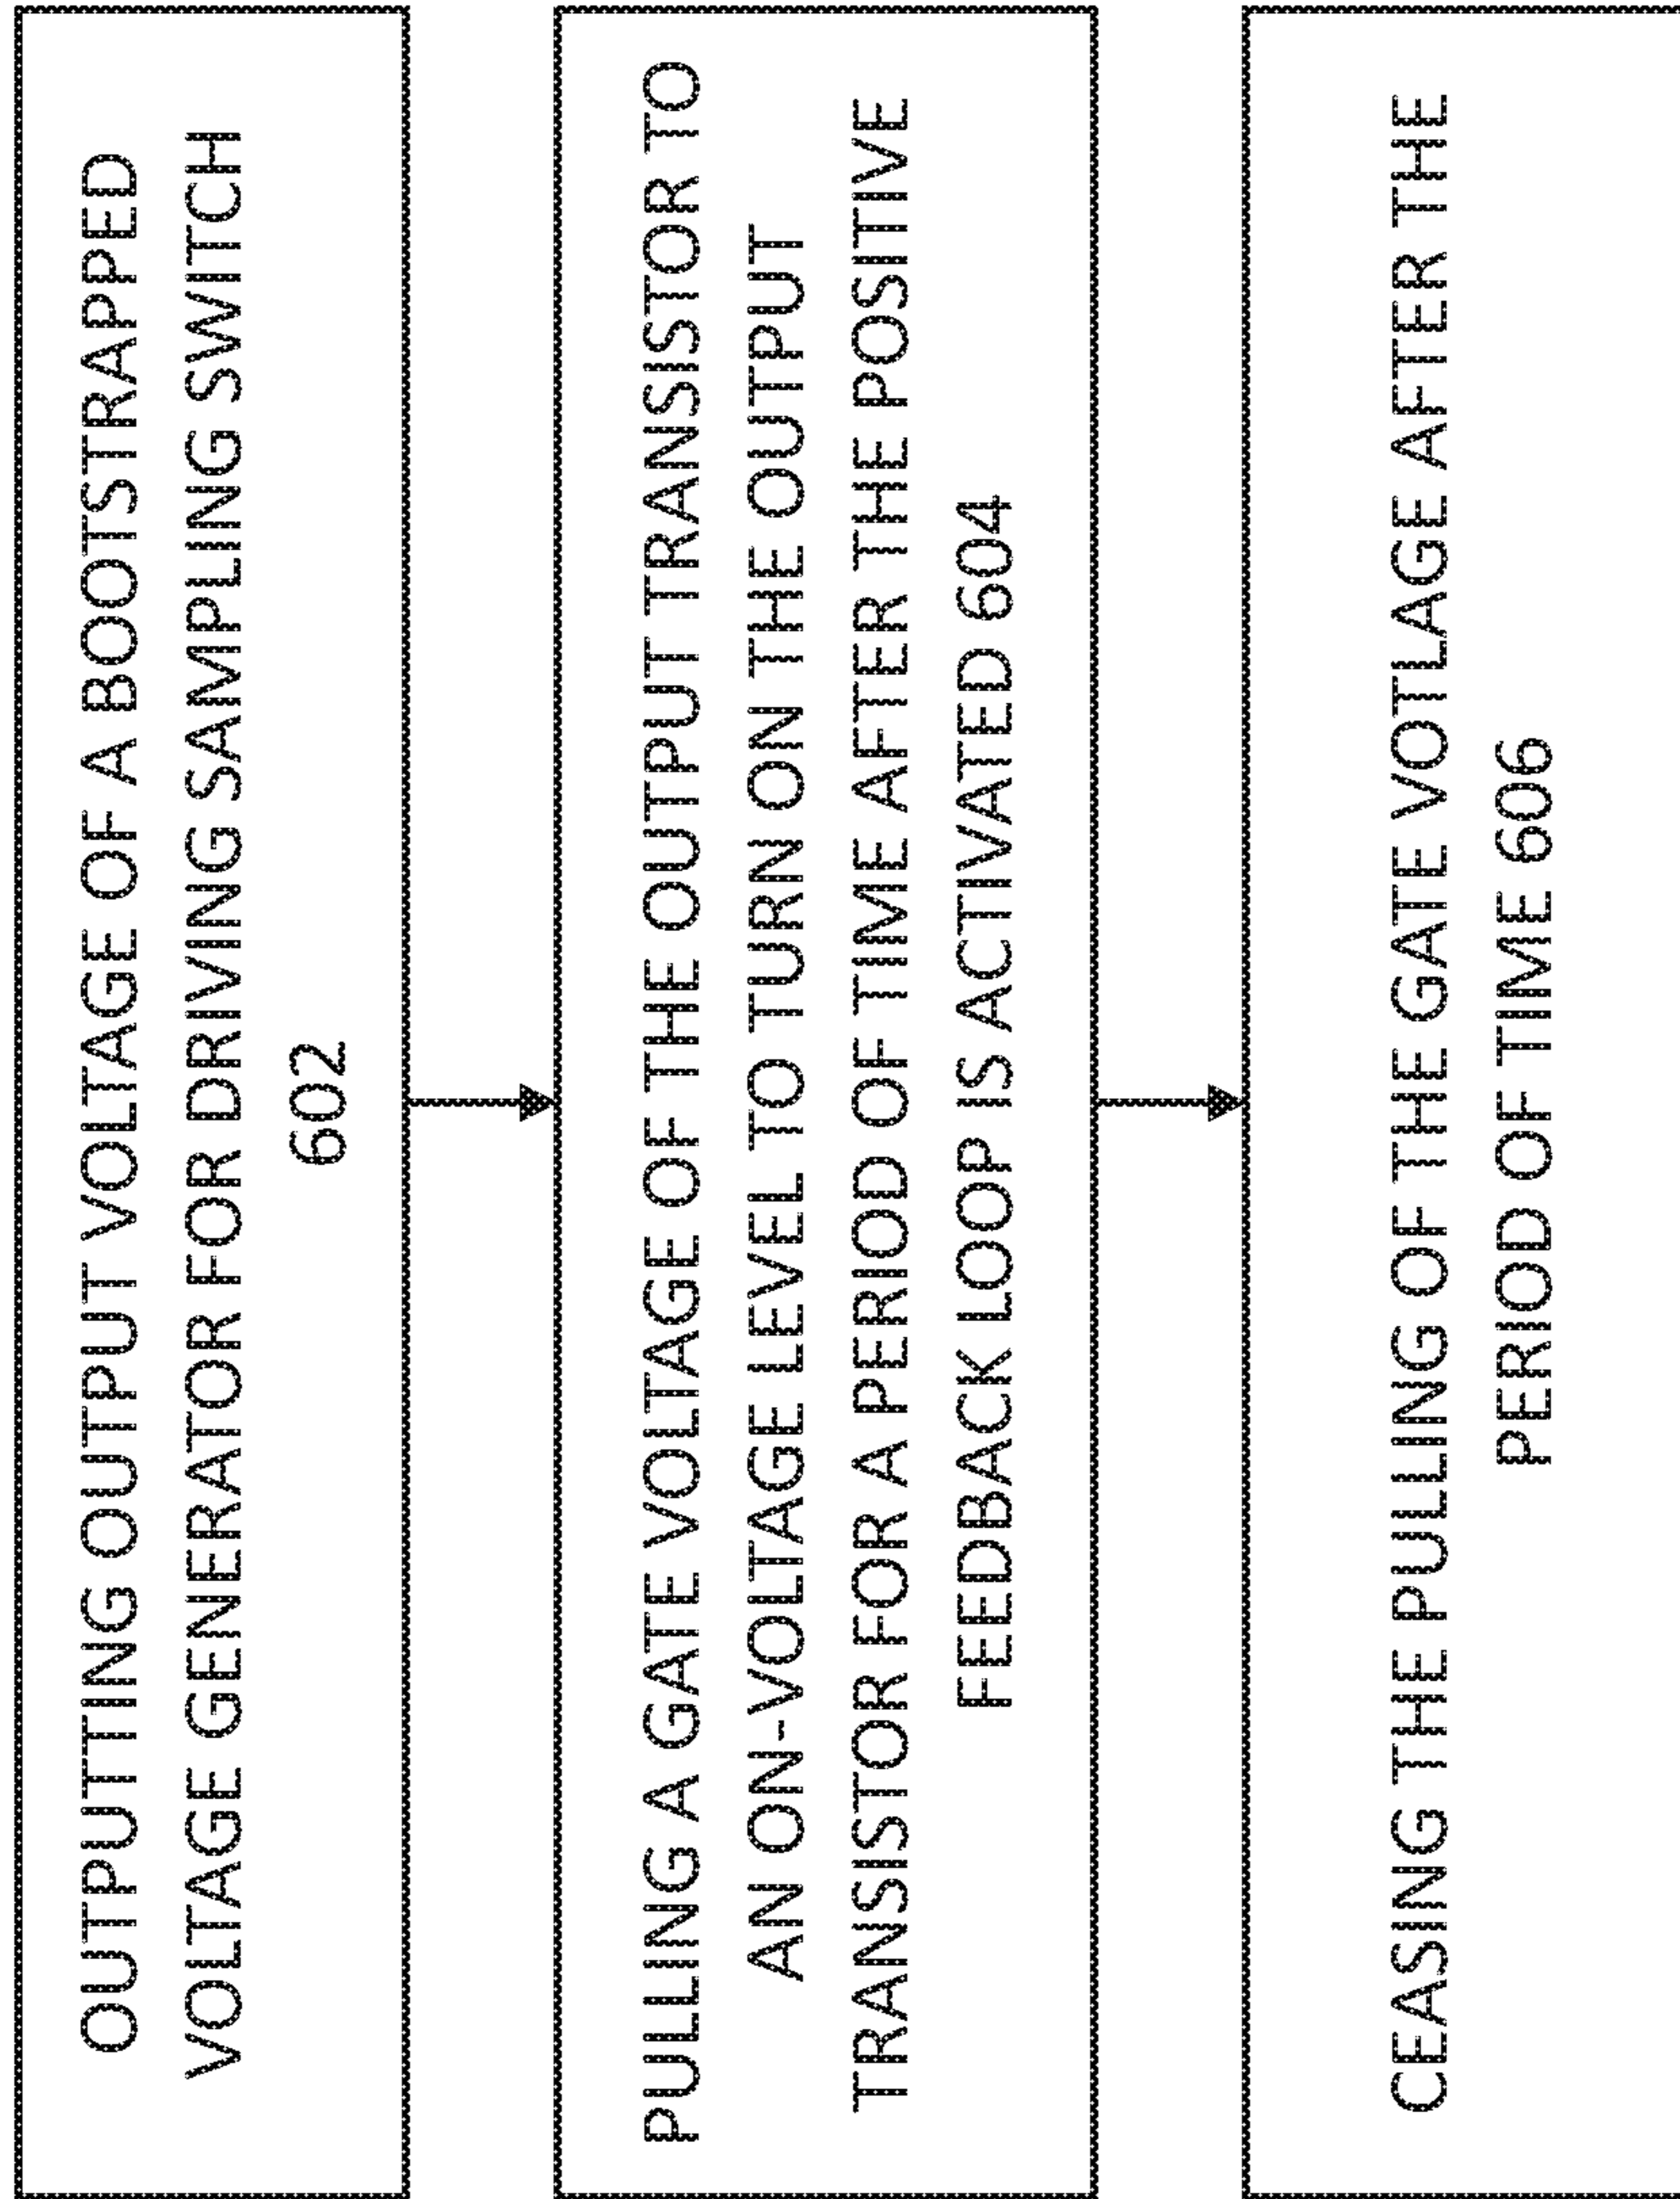 OUTPUTTING OUTPUT VOLTAGE OF A BOOTSTRAPPED
VOLTAGE GENERATOR FOR DRIVING SAMPLING SWITCH
602
PULLING A GATE VOLTAGE OF THE OUTPUT TRANSISTOR TO
AN ON-VOLTAGE LEVEL TO TURN ON THE OUTPUT
TRANSISTOR FOR A PERIOD OF TIME AFTER THE POSITIVE
FEEDBACK LOOP IS ACTIVATED 604
CEASING THE PULLING OF THE GATE VOTLAGE AFTER THE
PERIOD OF TIME 606